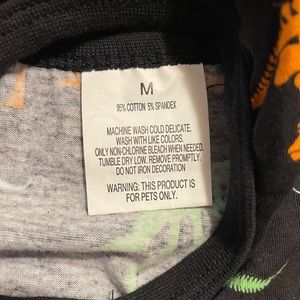 M
95% COTTON 5% SPANDEX
MACHINE WASH COLD DELICATE.
WASH WITH LIKE COLORS.
ONLY NON-CHLORINE BLEACH WHEN NEEDED.
TUMBLE DRY LOW. REMOVE PROMPTLY.
DO NOT IRON DECORATION
WARNING: THIS PRODUCT IS
FOR PETS ONLY.